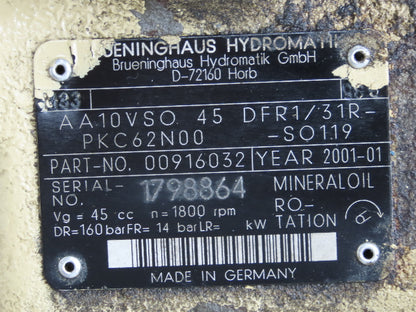 BRUENINGHAUS HYDROMATIK
Brueninghaus Hydromatik GmbH
D-72160 Horb
AA10VSO 45 DFR1/31R-
PKC62N00 -SO119
PART-NO. 00916032 YEAR 2001-01
SERIAL-NO. 1798864 MINERALOIL
Vg = 45 cc n = 1800 rpm RO-TATION
DR=160 bar FR= 14 bar LR= kW
MADE IN GERMANY